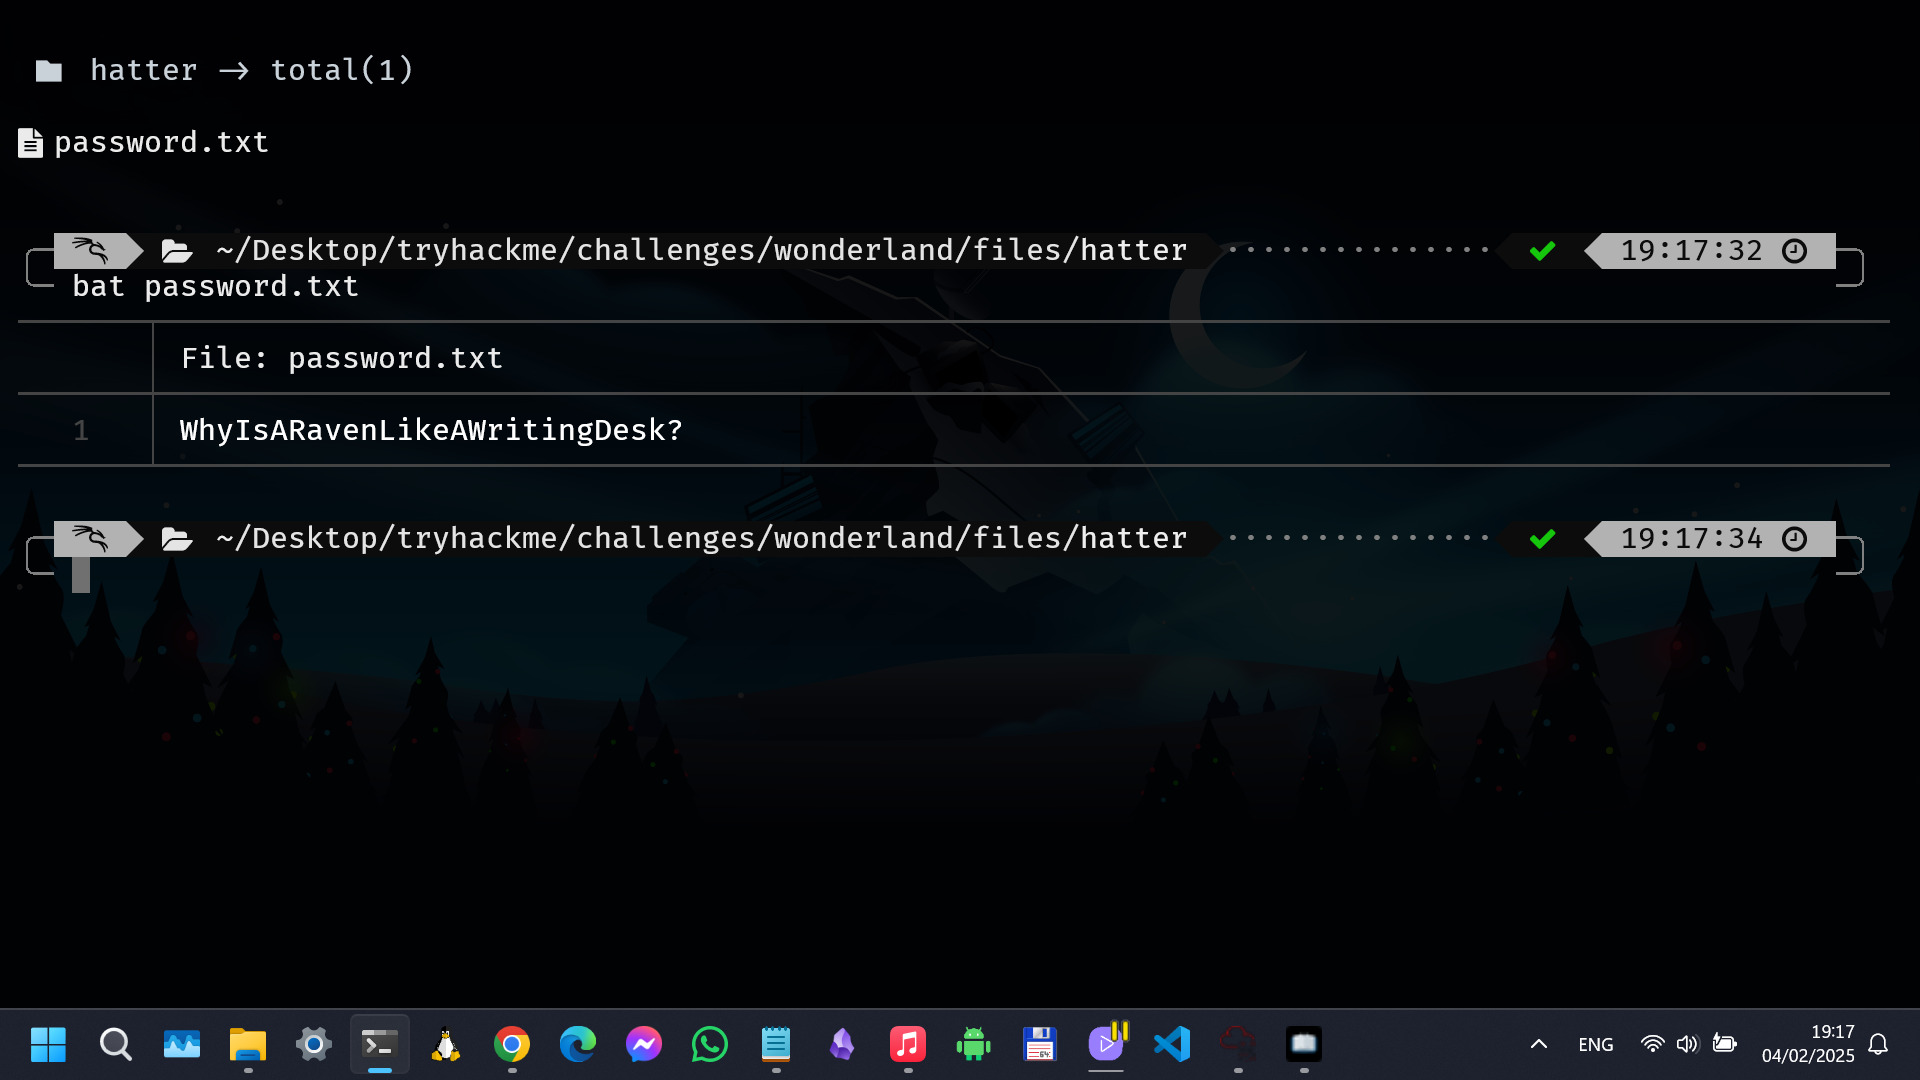 hatter → total(1)
password.txt
~/Desktop/tryhackme/challenges/wonderland/files/hatter 19:17:32
bat password.txt
File: password.txt
1 WhyIsARavenLikeAWritingDesk?
~/Desktop/tryhackme/challenges/wonderland/files/hatter 19:17:34
64
ENG
19:17
04/02/2025